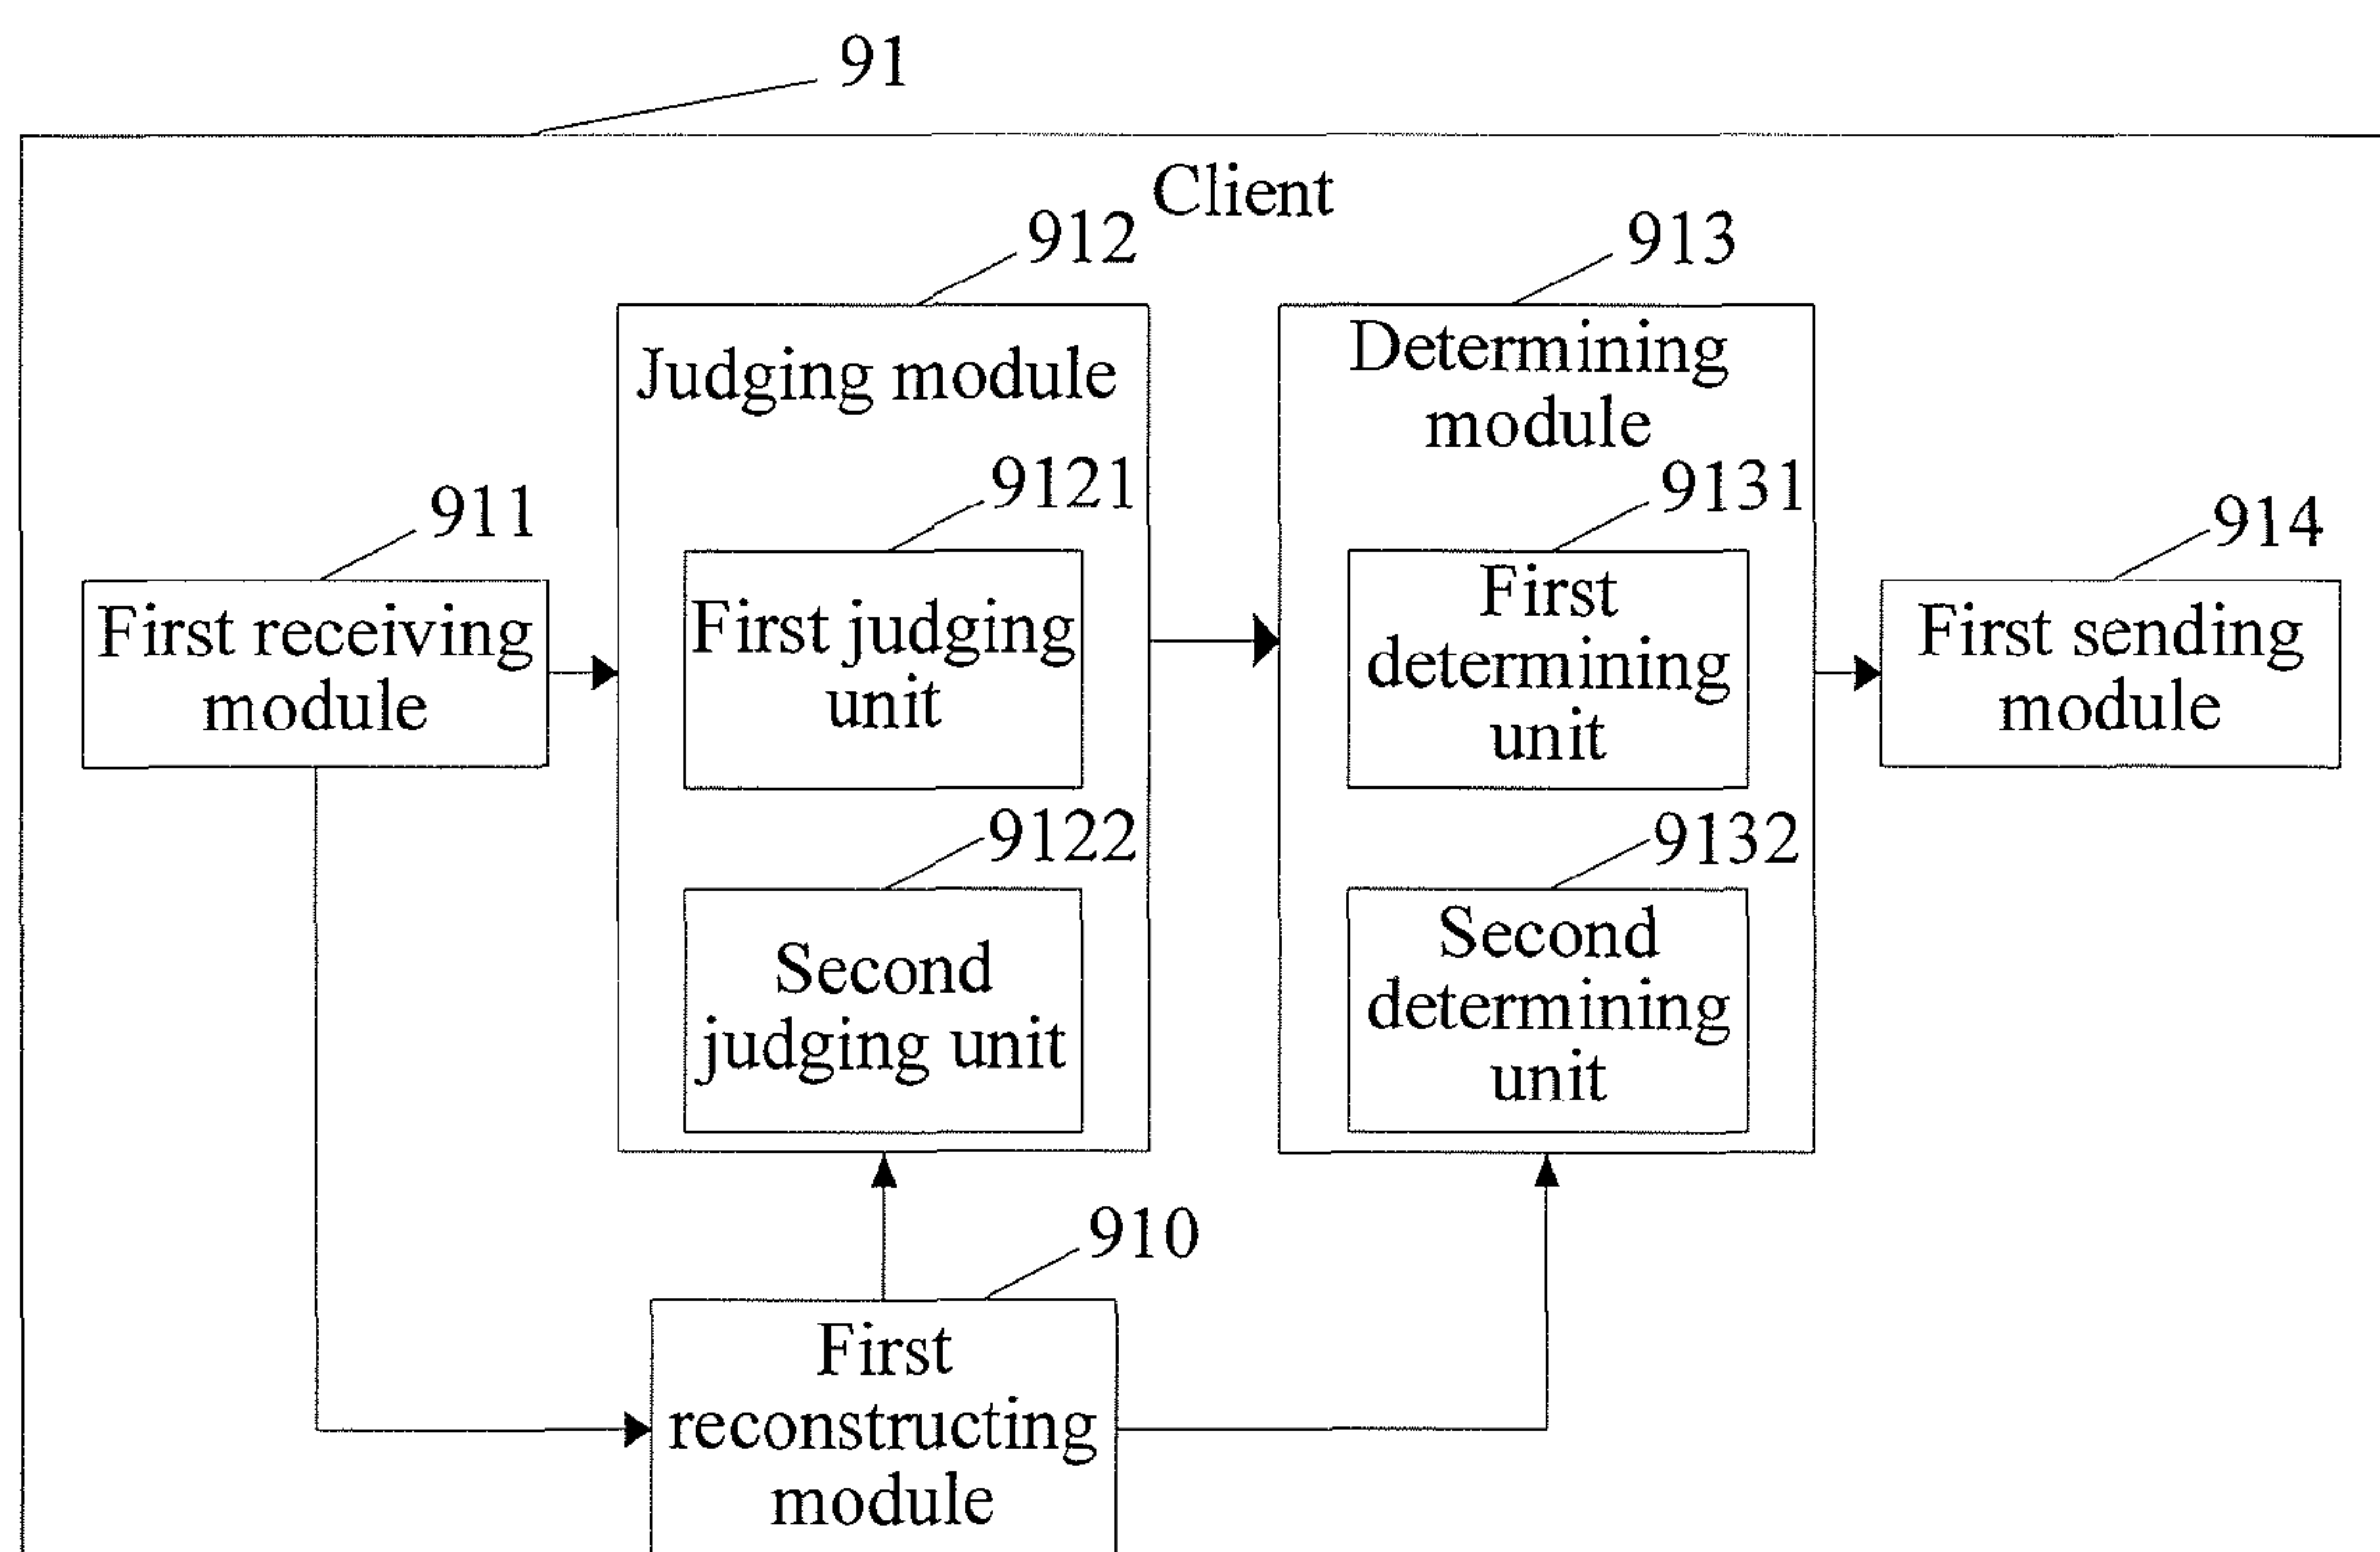 91
Client
912
913
Judging module
Determining
module
9121
9131
911
914
First receiving
module
First judging
unit
First
determining
unit
First sending
module
9122
9132
Second
judging unit
Second
determining
unit
910
First
reconstructing
module